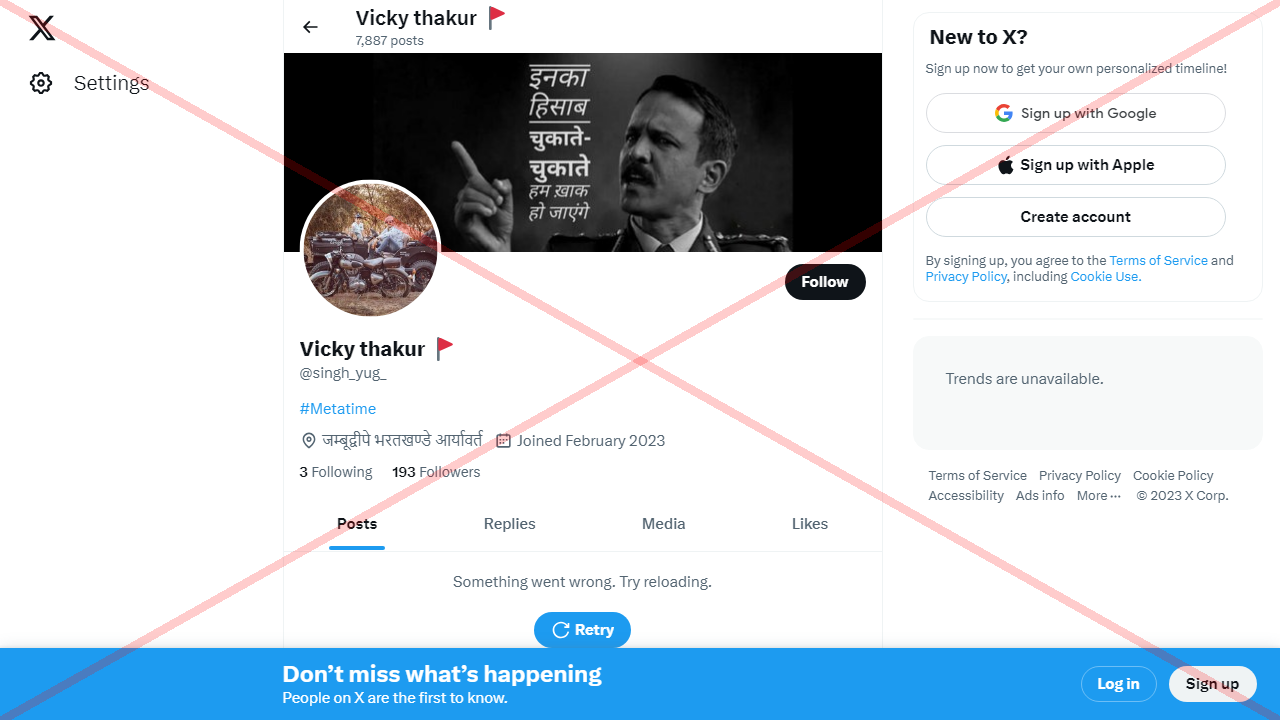 Settings
Vicky thakur
7,887 posts
इनका
हिसाब
चुकाते-
चुकाते
हम ख़ाक
हो जाएंगे
Follow
Vicky thakur
@singh_yug_
#Metatime
जम्बूद्वीपे भरतखण्डे आर्यावर्त Joined February 2023
3 Following 193 Followers
Posts Replies Media Likes
Something went wrong. Try reloading.
Retry
New to X?
Sign up now to get your own personalized timeline!
Sign up with Google
Sign up with Apple
Create account
By signing up, you agree to the Terms of Service and
Privacy Policy, including Cookie Use.
Trends are unavailable.
Terms of Service Privacy Policy Cookie Policy
Accessibility Ads info More ··· © 2023 X Corp.
Don’t miss what’s happening
People on X are the first to know.
Log in Sign up